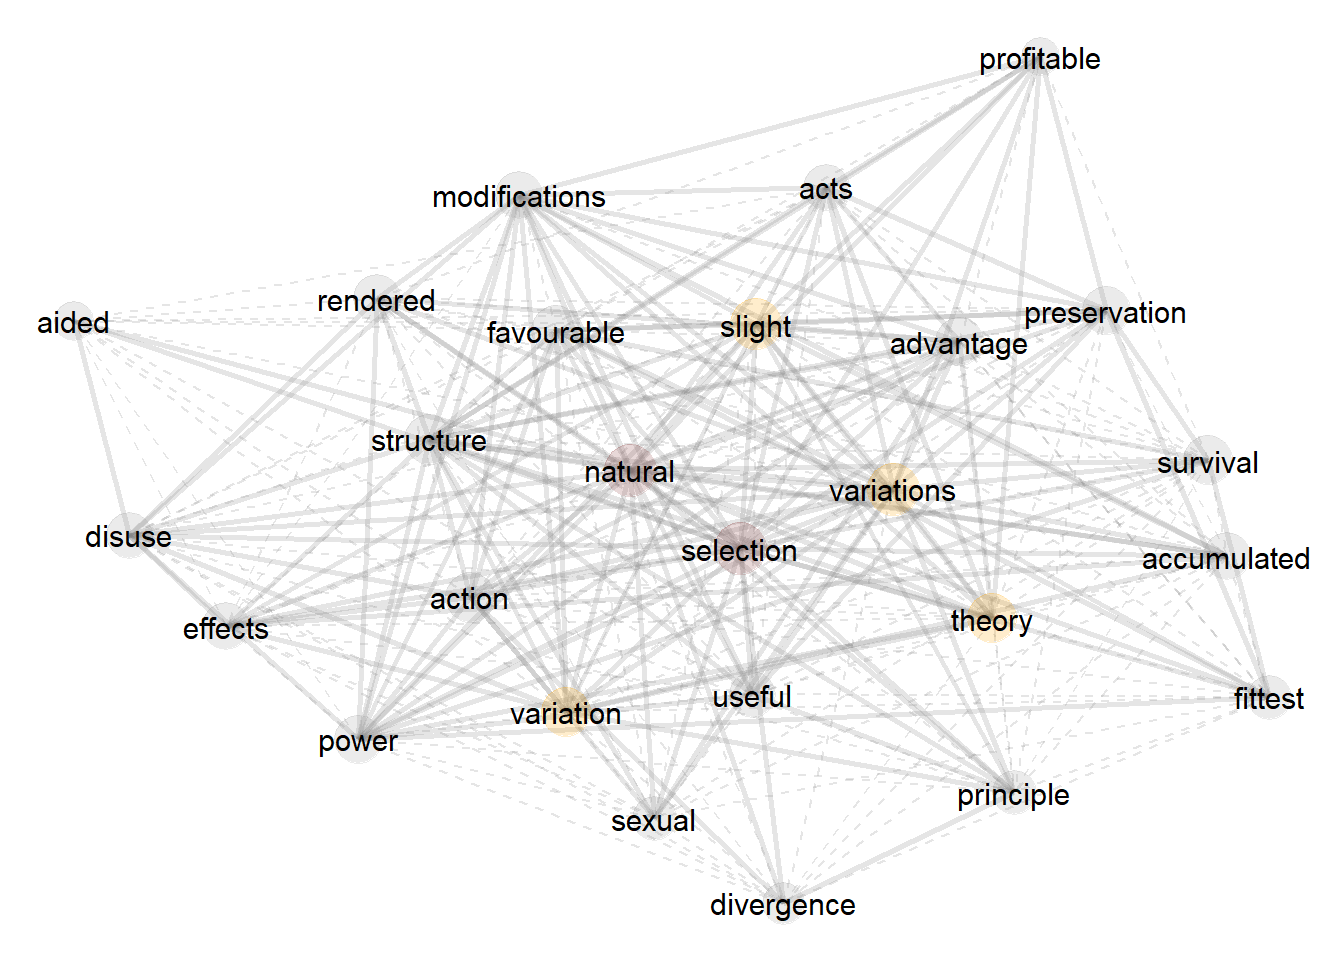 profitable
modifications
acts
aided
rendered
favourable
slight
advantage
preservation
structure
natural
variations
survival
disuse
selection
accumulated
effects
action
theory
power
variation
useful
fittest
sexual
principle
divergence